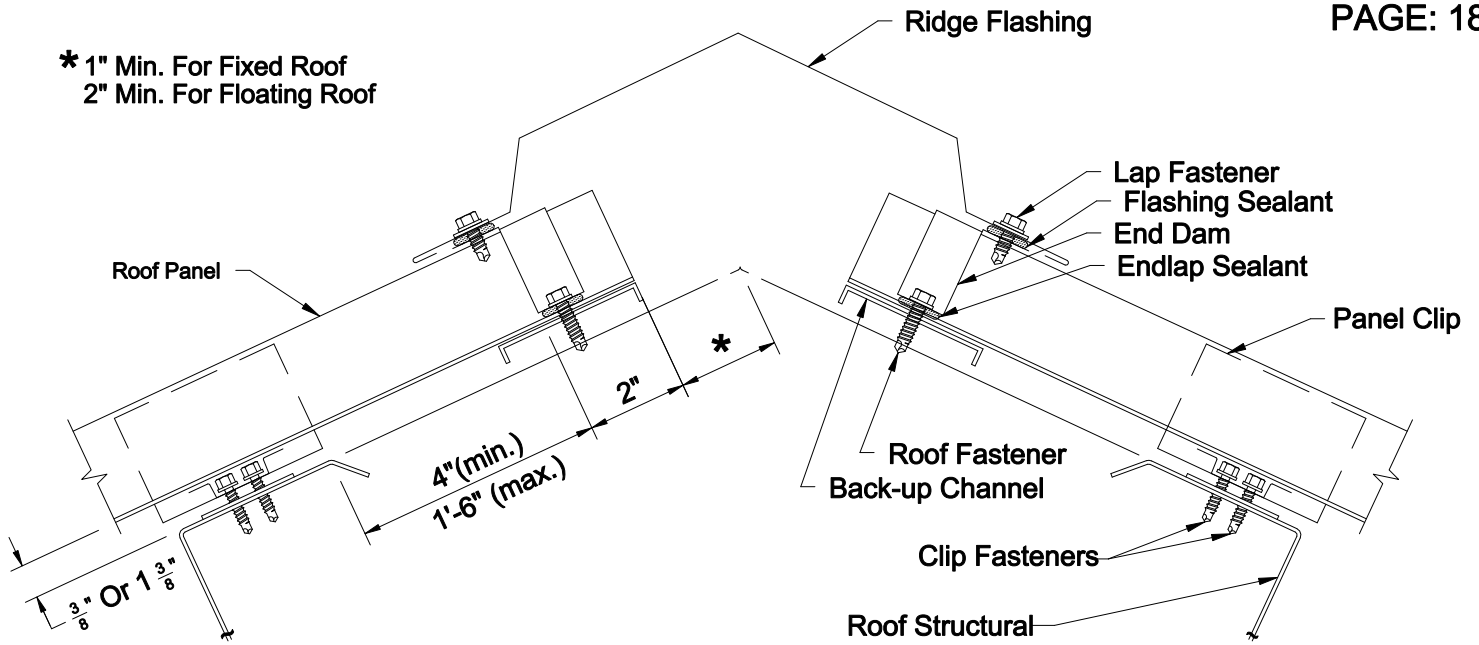 PAGE: 18
Ridge Flashing
* 1" Min. For Fixed Roof
2" Min. For Floating Roof
Lap Fastener
Flashing Sealant
End Dam
Endlap Sealant
Roof Panel
Panel Clip
*
2"
4"(min.)
1'-6" (max.)
Roof Fastener
Back-up Channel
Clip Fasteners
3/8" Or 1 3/8"
Roof Structural